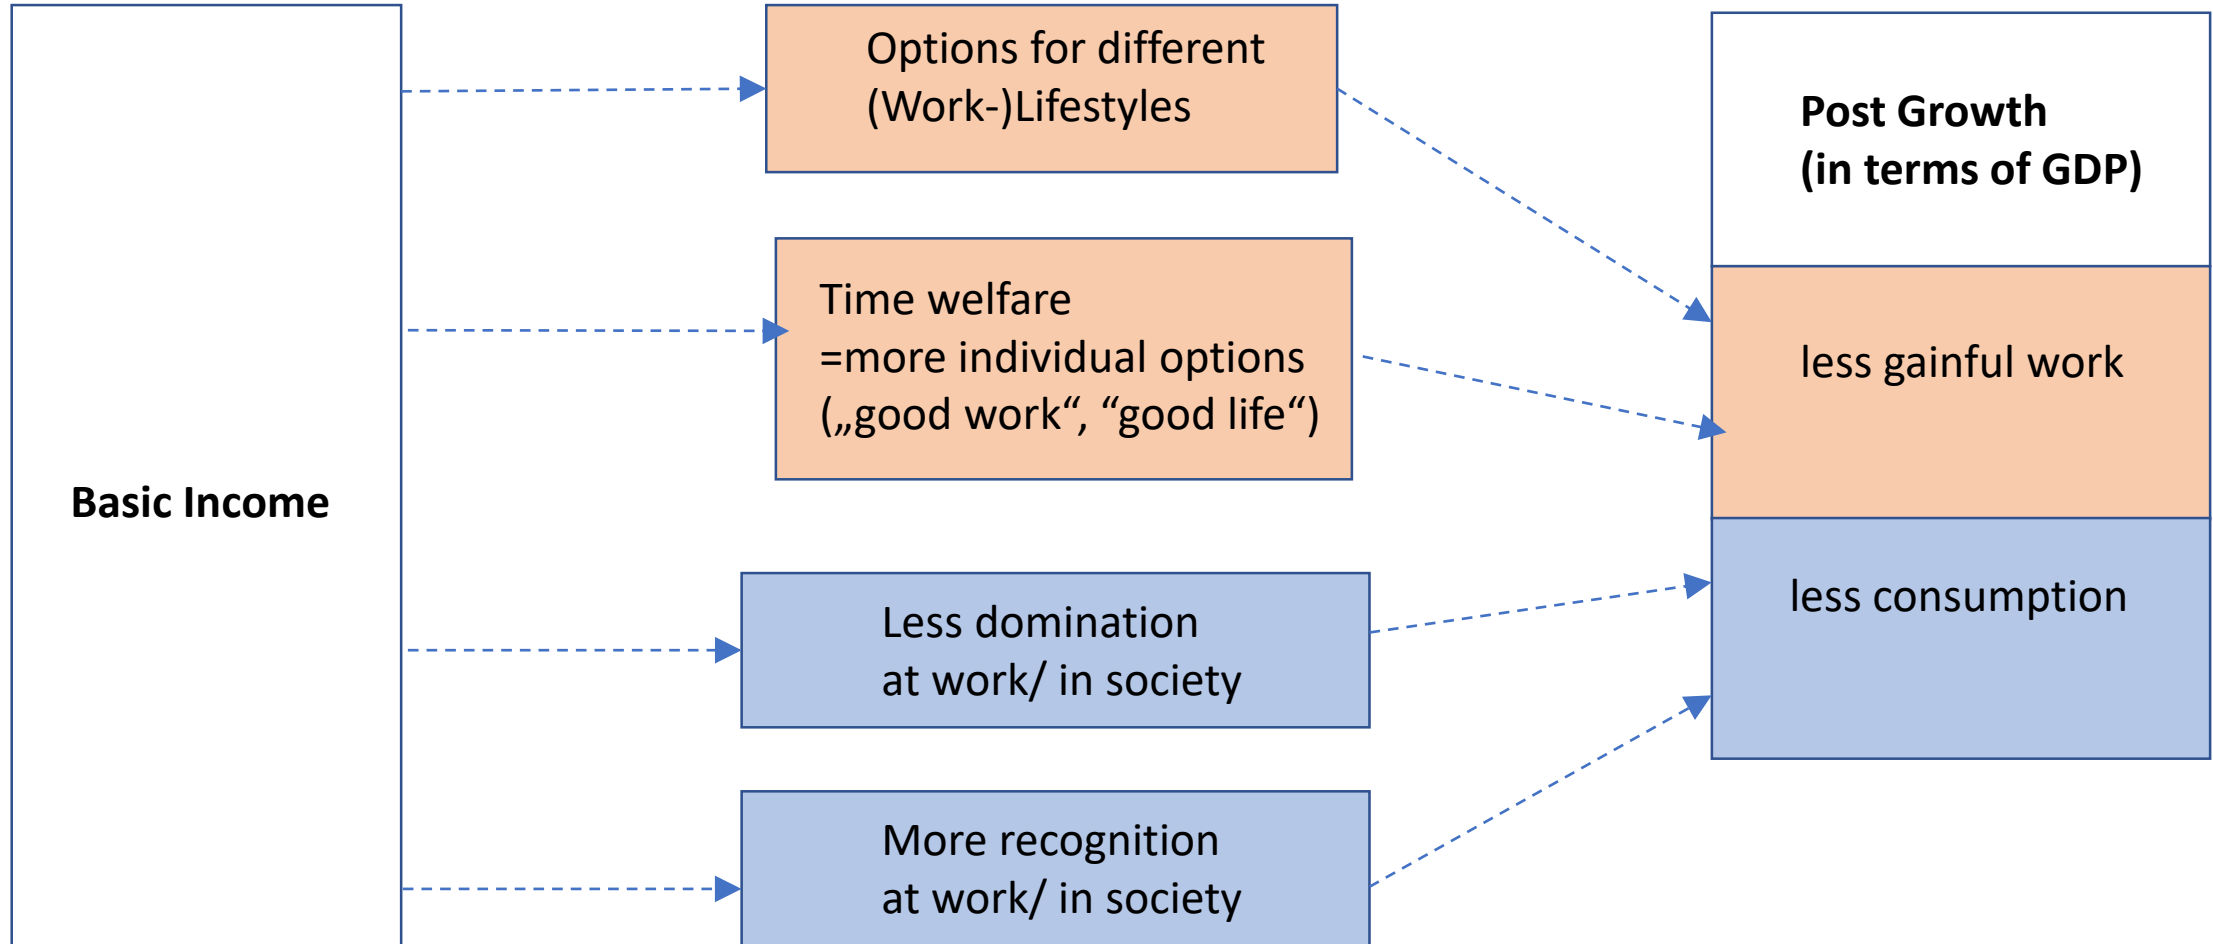 Basic Income
Options for different
(Work-)Lifestyles
Time welfare
=more individual options
(„good work“, “good life“)
Less domination
at work/ in society
More recognition
at work/ in society
Post Growth
(in terms of GDP)
less gainful work
less consumption